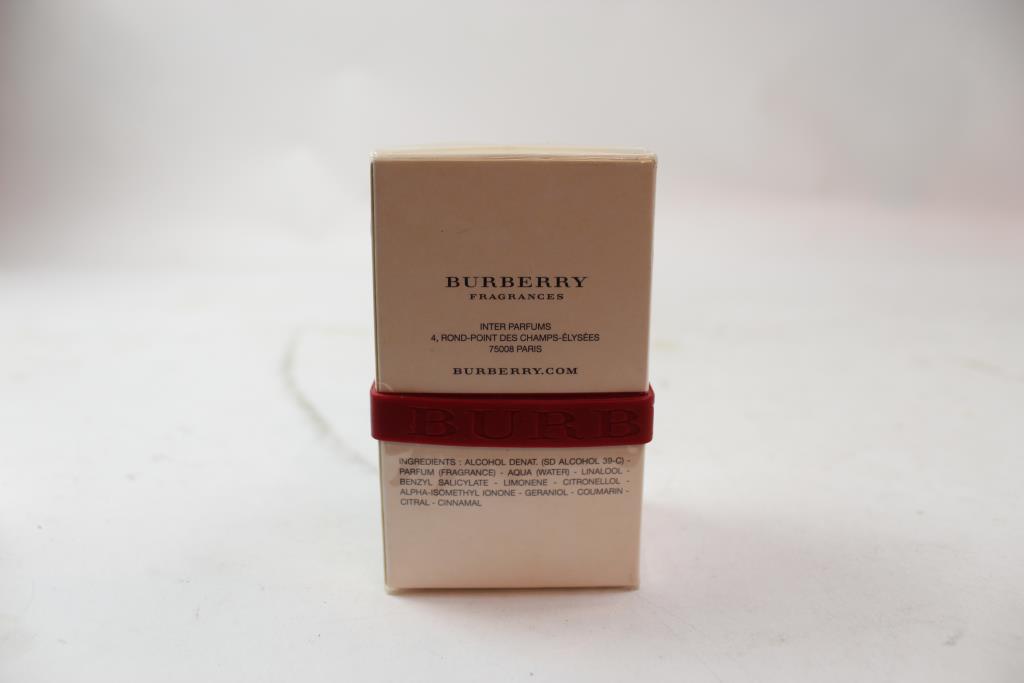 BURBERRY
FRAGRANCES
INTER PARFUMS
4, ROND-POINT DES CHAMPS-ÉLYSÉES
75008 PARIS
BURBERRY.COM
BURB
INGREDIENTS : ALCOHOL DENAT. (SD ALCOHOL 39-C) -
PARFUM (FRAGRANCE) - AQUA (WATER) - LINALOOL -
BENZYL SALICYLATE - LIMONENE - CITRONELLOL -
ALPHA-ISOMETHYL IONONE - GERANIOL - COUMARIN -
CITRAL - CINNAMAL